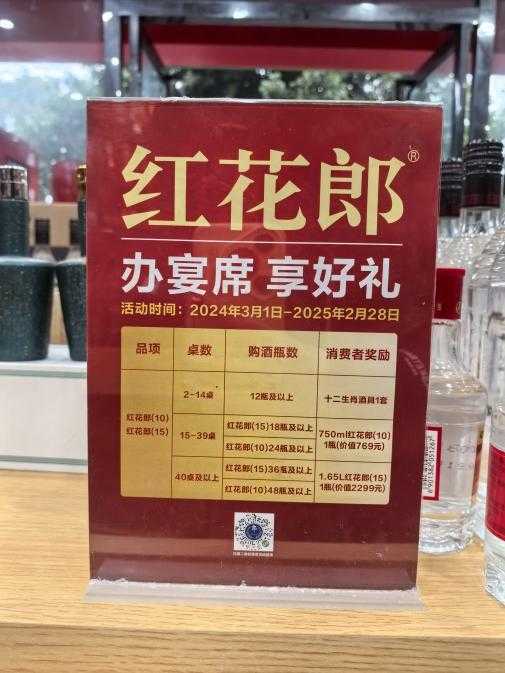 红花郎®
办宴席 享好礼
活动时间：2024年3月1日-2025年2月28日
品项 桌数 购酒瓶数 消费者奖励
红花郎(10)
红花郎(15)
2-14桌 12瓶及以上 十二生肖酒具1套
15-39桌 红花郎(15)18瓶及以上
红花郎(10)24瓶及以上
750ml红花郎(10)
1瓶(价值769元)
40桌及以上 红花郎(15)36瓶及以上
红花郎(10)48瓶及以上
1.65L红花郎(15)
1瓶(价值2299元)